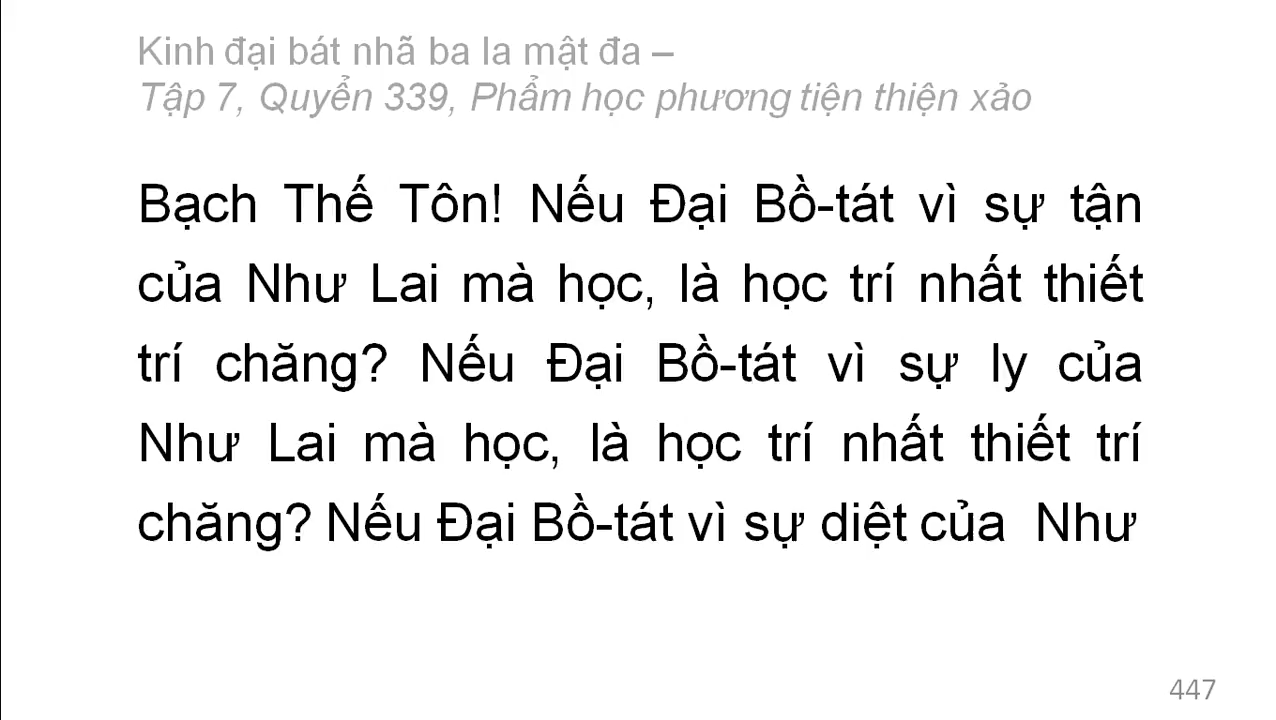 Kinh đại bát nhã ba la mật đa –
Tập 7, Quyển 339, Phẩm học phương tiện thiện xảo
Bạch Thế Tôn! Nếu Đại Bồ-tát vì sự tận
của Như Lai mà học, là học trí nhất thiết
trí chăng? Nếu Đại Bồ-tát vì sự ly của
Như Lai mà học, là học trí nhất thiết trí
chăng? Nếu Đại Bồ-tát vì sự diệt của Như
447